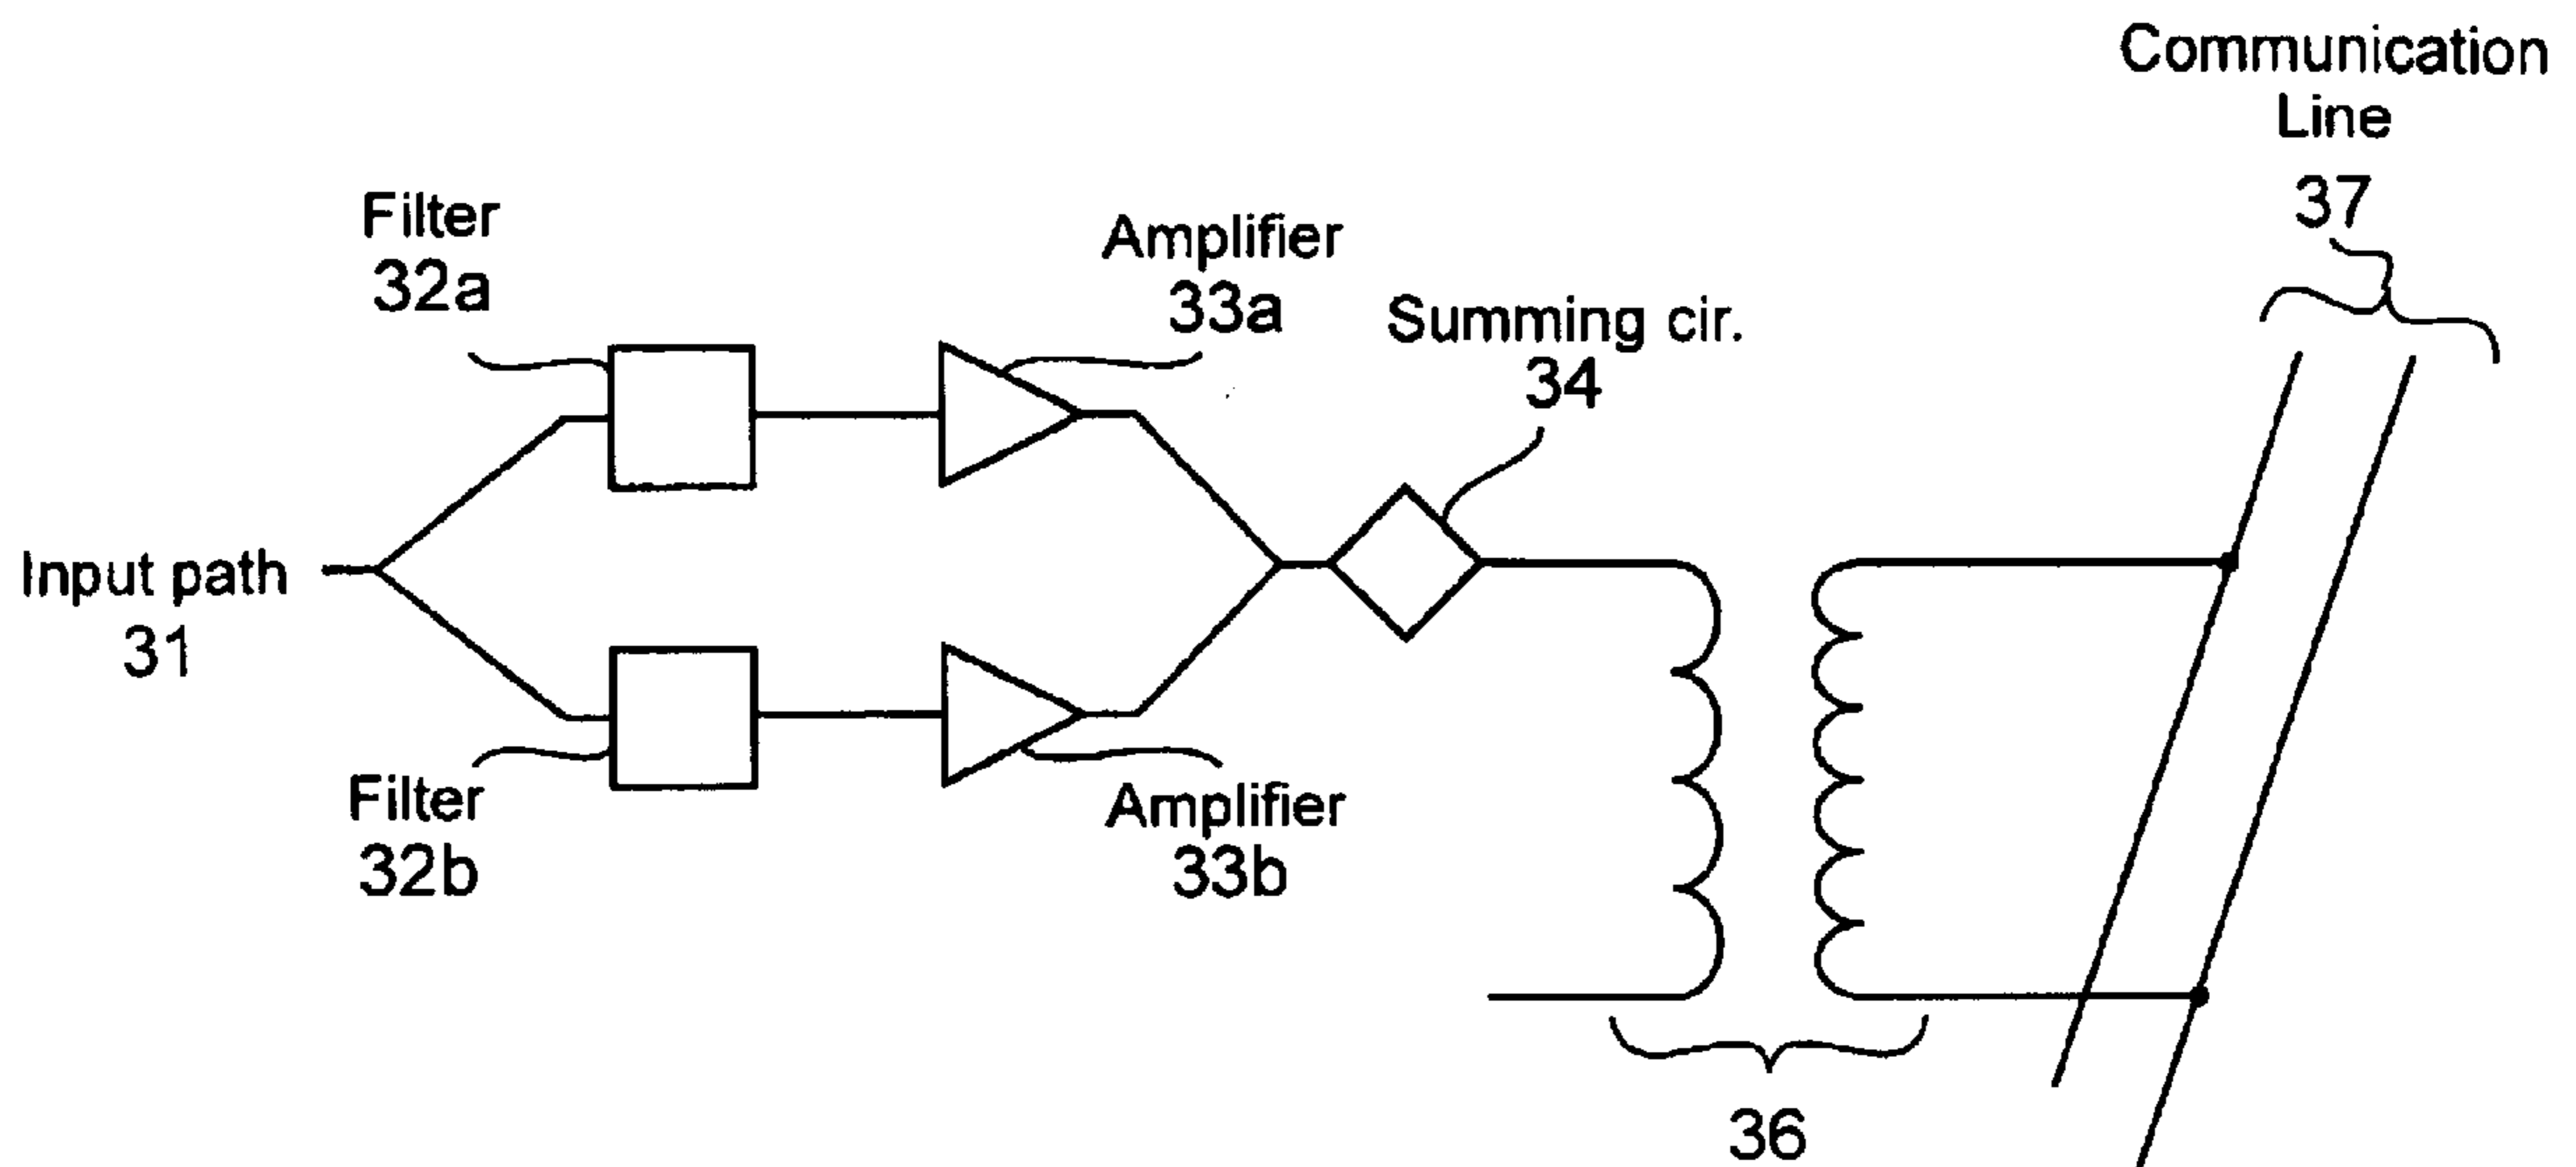 Communication
Line
37
Filter
32a
Amplifier
33a
Summing cir.
34
Input path
31
Filter
32b
Amplifier
33b
36